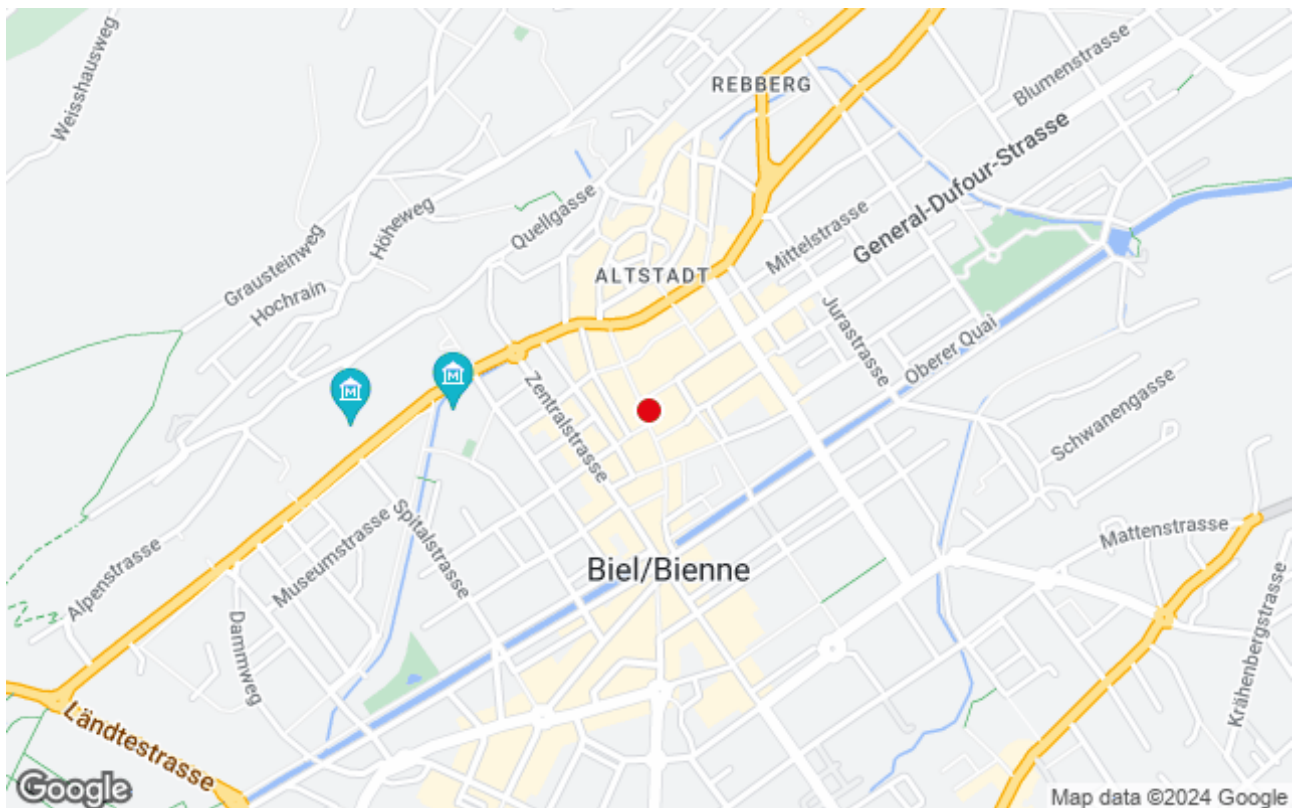 Weisshausweg
REBBERG
Blumenstrasse
General-Dufour-Strasse
Quellgasse
Höheweg
Grausteinweg
Hochrain
ALTSTADT
Mittelstrasse
Jurastrasse
Oberer Quai
Schwanengasse
M
M
Zentralstrasse
Spitalstrasse
Museumstrasse
Alpenstrasse
Dammweg
Mattenstrasse
Biel/Bienne
Krähenbergstrasse
Ländtestrasse
Google
Map data ©2024 Google